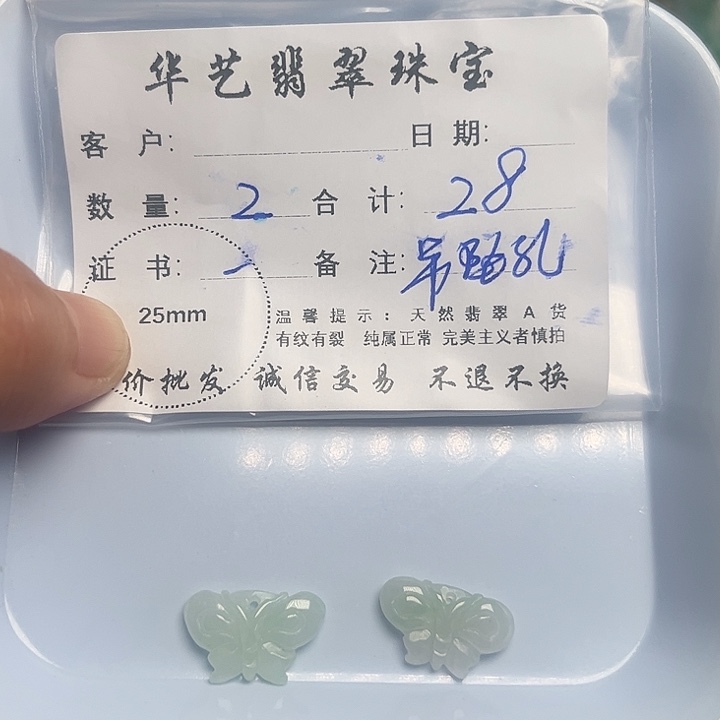 华艺翡翠珠宝
客 户： 日 期：
数 量：2 合 计：28
证 书：一 备 注：吊 孔
25mm
温馨提示：天然翡翠A货
有纹有裂 纯属正常 完美主义者慎拍
价批发 诚信交易 不退不换